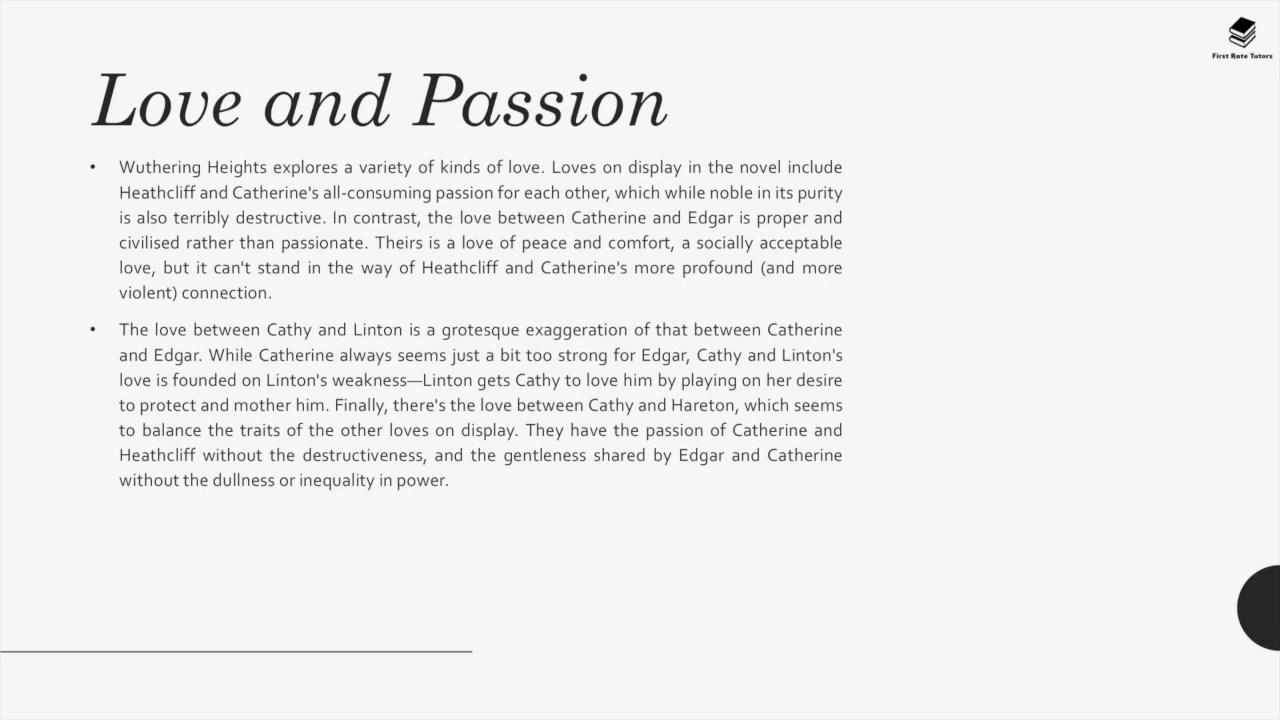 First Rate Tutors
Love and Passion
• Wuthering Heights explores a variety of kinds of love. Loves on display in the novel include
Heathcliff and Catherine's all-consuming passion for each other, which while noble in its purity
is also terribly destructive. In contrast, the love between Catherine and Edgar is proper and
civilised rather than passionate. Theirs is a love of peace and comfort, a socially acceptable
love, but it can't stand in the way of Heathcliff and Catherine's more profound (and more
violent) connection.
• The love between Cathy and Linton is a grotesque exaggeration of that between Catherine
and Edgar. While Catherine always seems just a bit too strong for Edgar, Cathy and Linton's
love is founded on Linton's weakness—Linton gets Cathy to love him by playing on her desire
to protect and mother him. Finally, there's the love between Cathy and Hareton, which seems
to balance the traits of the other loves on display. They have the passion of Catherine and
Heathcliff without the destructiveness, and the gentleness shared by Edgar and Catherine
without the dullness or inequality in power.